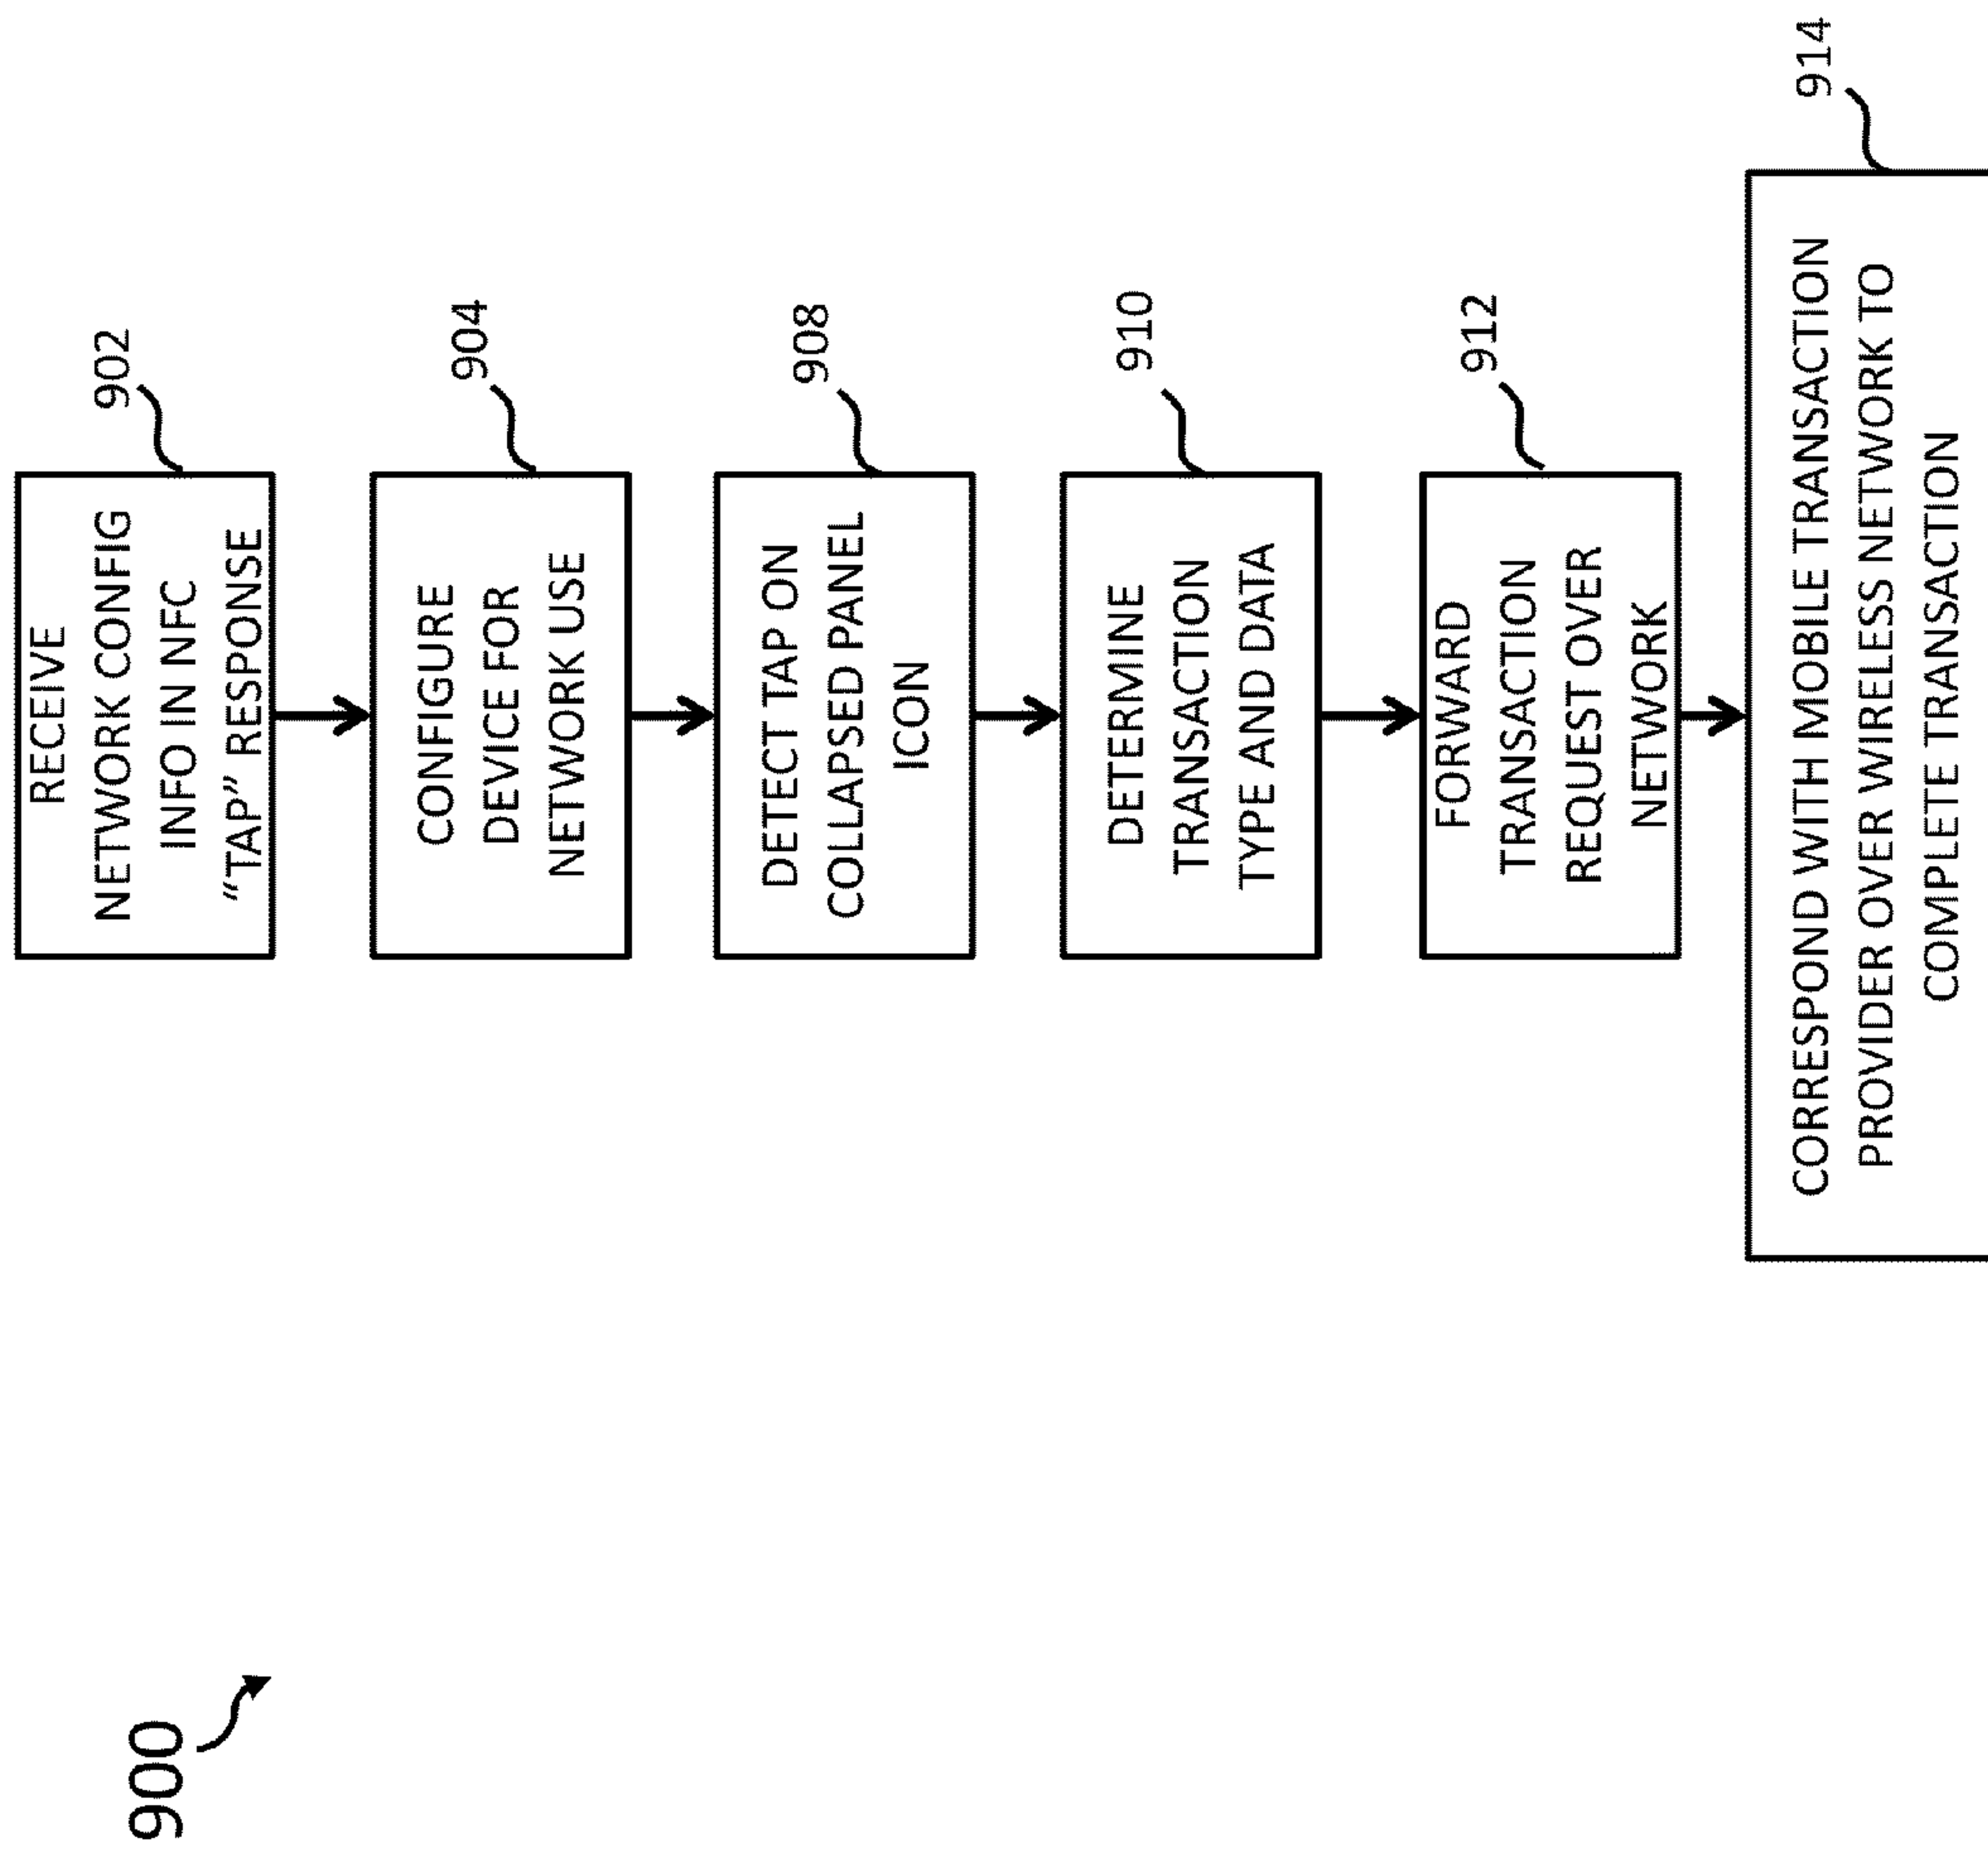 900
902
RECEIVE
NETWORK CONFIG
INFO IN NFC
“TAP” RESPONSE
904
CONFIGURE
DEVICE FOR
NETWORK USE
908
DETECT TAP ON
COLLAPSED PANEL
ICON
910
DETERMINE
TRANSACTION
TYPE AND DATA
912
FORWARD
TRANSACTION
REQUEST OVER
NETWORK
914
CORRESPOND WITH MOBILE TRANSACTION
PROVIDER OVER WIRELESS NETWORK TO
COMPLETE TRANSACTION